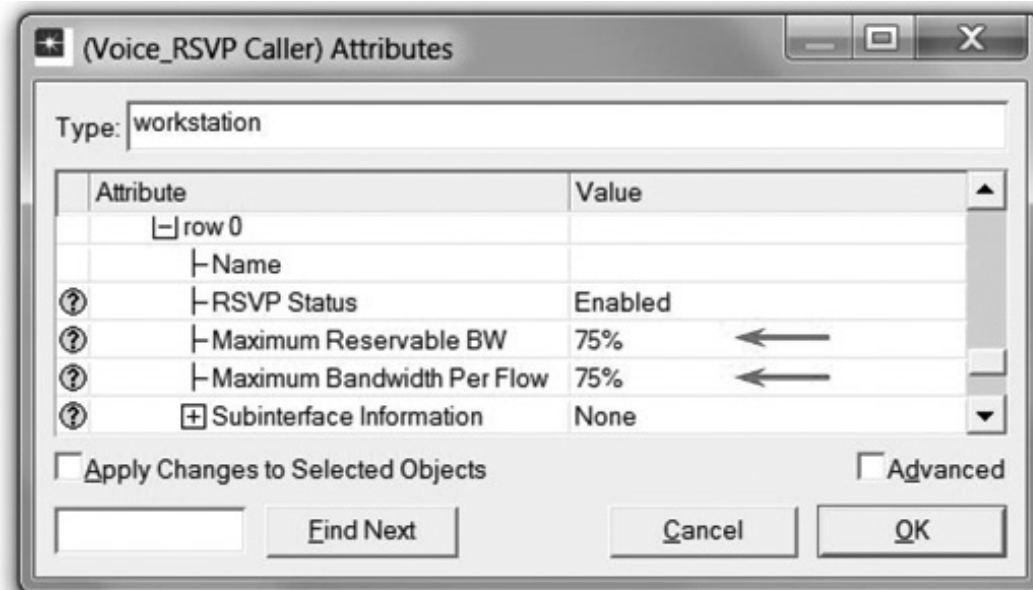 (Voice_RSVP Caller) Attributes
Type: workstation
Attribute Value
row 0
Name
RSVP Status Enabled
Maximum Reservable BW 75%
Maximum Bandwidth Per Flow 75%
Subinterface Information None
Apply Changes to Selected Objects Advanced
Find Next Cancel OK